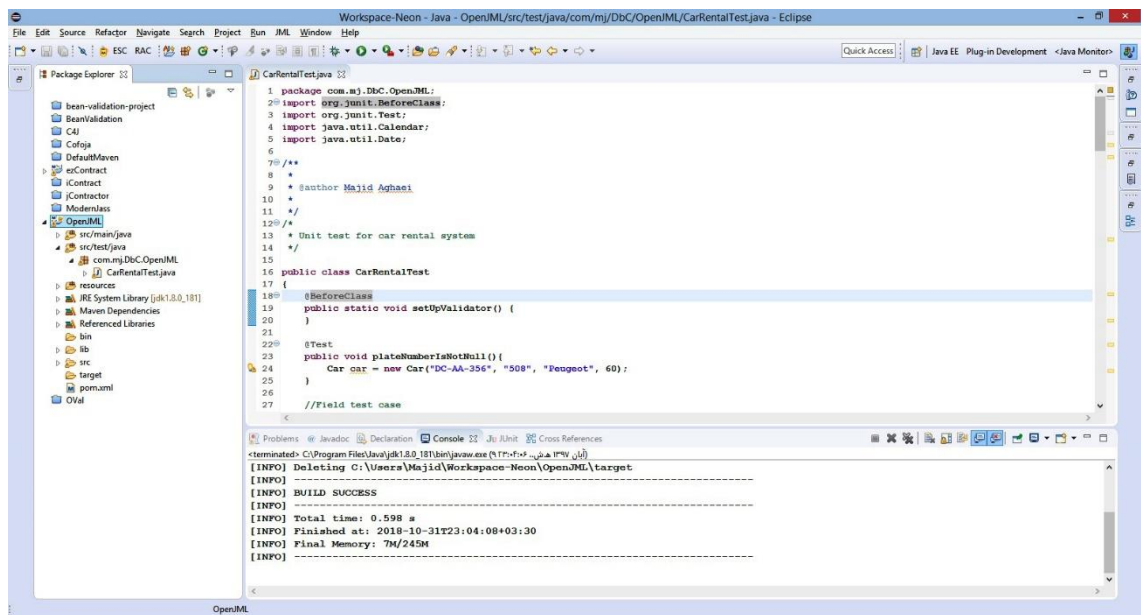 Workspace-Neon - Java - OpenJML/src/test/java/com/mj/DbC/OpenJML/CarRentalTest.java - Eclipse
File Edit Source Refactor Navigate Search Project Run JML Window Help
ESC RAC
Quick Access Java EE Plug-in Development <Java Monitor>
Package Explorer
bean-validation-project
BeanValidation
C4J
Cofoja
DefaultMaven
ezContract
iContract
jContractor
ModernJass
OpenJML
src/main/java
src/test/java
com.mj.DbC.OpenJML
CarRentalTest.java
resources
JRE System Library [jdk1.8.0_181]
Maven Dependencies
Referenced Libraries
bin
lib
src
target
pom.xml
OVal
CarRentalTest.java
1 package com.mj.DbC.OpenJML;
2 import org.junit.BeforeClass;
3 import org.junit.Test;
4 import java.util.Calendar;
5 import java.util.Date;
6
7 /**
8 *
9 * @author Majid Aghaei
10 *
11 */
12 /*
13 * Unit test for car rental system
14 */
15
16 public class CarRentalTest
17 {
18 @BeforeClass
19 public static void setUpValidator() {
20 }
21
22 @Test
23 public void plateNumberIsNotNull(){
24 Car car = new Car("DC-AA-356", "508", "Peugeot", 60);
25 }
26
27 //Field test case
Problems @ Javadoc Declaration Console JUnit Cross References
<terminated> C:\Program Files\Java\jdk1.8.0_181\bin\javaw.exe
[INFO] Deleting C:\Users\Majid\Workspace-Neon\OpenJML\target
[INFO] ------------------------------------------------------------------------
[INFO] BUILD SUCCESS
[INFO] ------------------------------------------------------------------------
[INFO] Total time: 0.598 s
[INFO] Finished at: 2018-10-31T23:04:08+03:30
[INFO] Final Memory: 7M/245M
[INFO] ------------------------------------------------------------------------
OpenJML